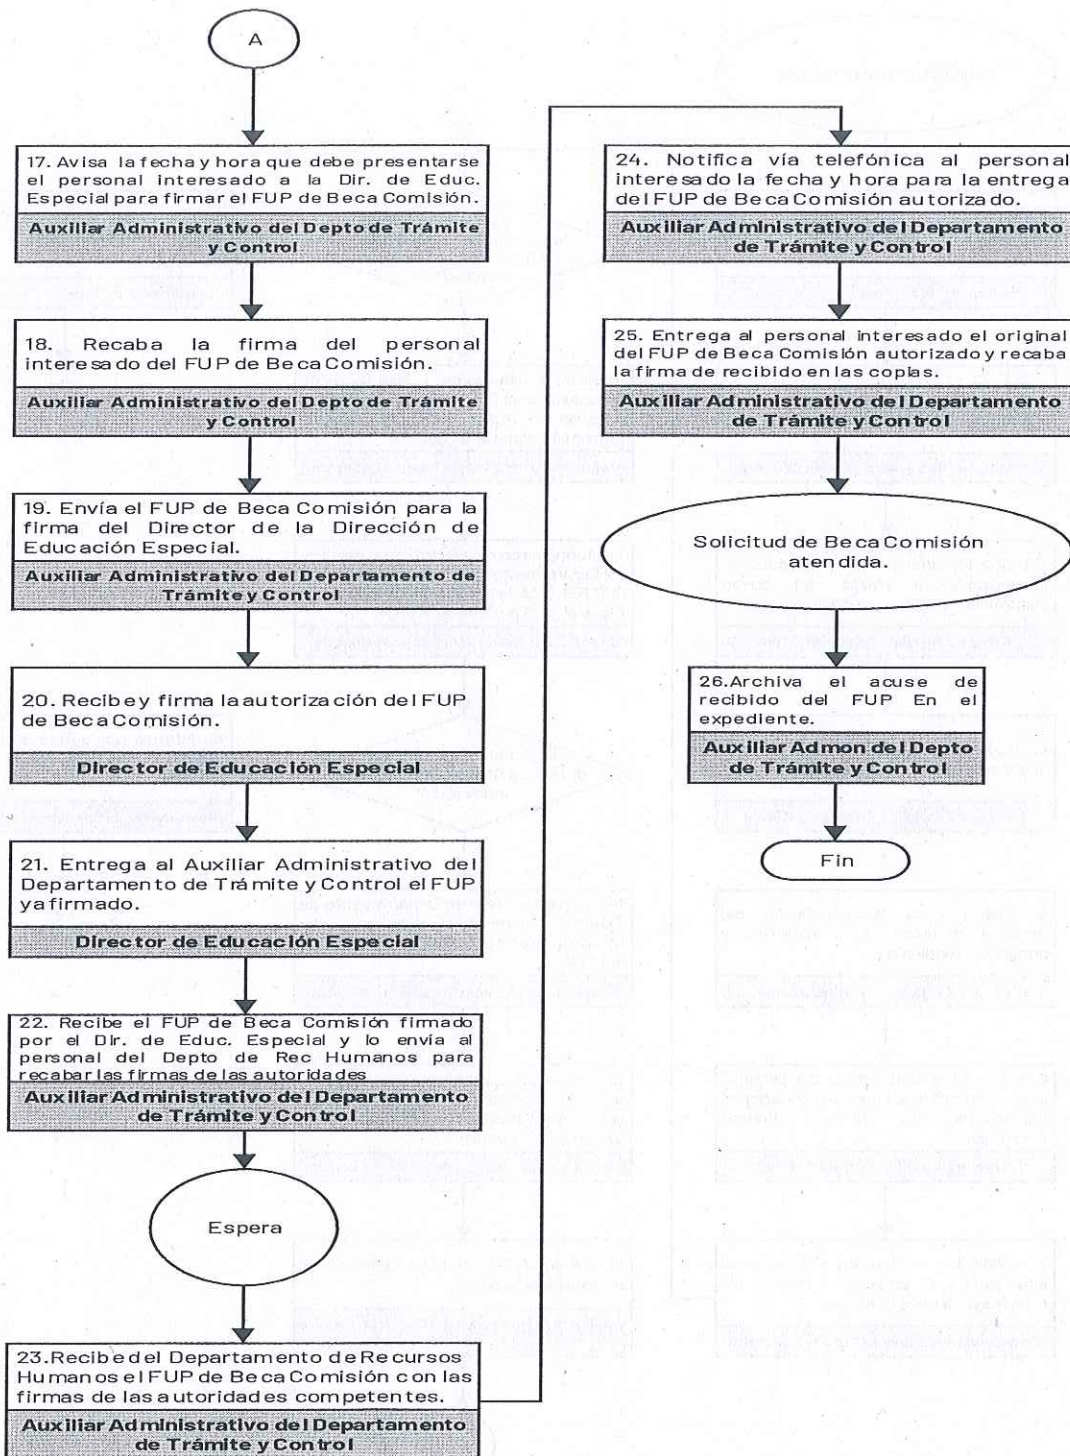 A
17. Avisa la fecha y hora que debe presentarse
el personal interesado a la Dir. de Educ.
Especial para firmar el FUP de Beca Comisión.
Auxiliar Administrativo del Depto de Trámite
y Control
18. Recaba la firma del personal
interesado del FUP de Beca Comisión.
Auxiliar Administrativo del Depto de Trámite
y Control
19. Envía el FUP de Beca Comisión para la
firma del Director de la Dirección de
Educación Especial.
Auxiliar Administrativo del Departamento de
Trámite y Control
20. Recibe y firma la autorización del FUP
de Beca Comisión.
Director de Educación Especial
21. Entrega al Auxiliar Administrativo del
Departamento de Trámite y Control el FUP
ya firmado.
Director de Educación Especial
22. Recibe el FUP de Beca Comisión firmado
por el Dir. de Educ. Especial y lo envía al
personal del Depto de Rec Humanos para
recabar las firmas de las autoridades
Auxiliar Administrativo del Departamento
de Trámite y Control
Espera
23.Recibe del Departamento de Recursos
Humanos el FUP de Beca Comisión con las
firmas de las autoridades competentes.
Auxiliar Administrativo del Departamento
de Trámite y Control
24. Notifica vía telefónica al personal
interesado la fecha y hora para la entrega
del FUP de Beca Comisión autorizado.
Auxiliar Administrativo del Departamento
de Trámite y Control
25. Entrega al personal interesado el original
del FUP de Beca Comisión autorizado y recaba
la firma de recibido en las copias.
Auxiliar Administrativo del Departamento
de Trámite y Control
Solicitud de Beca Comisión
atendida.
26.Archiva el acuse de
recibido del FUP En el
expediente.
Auxiliar Admon del Depto
de Trámite y Control
Fin